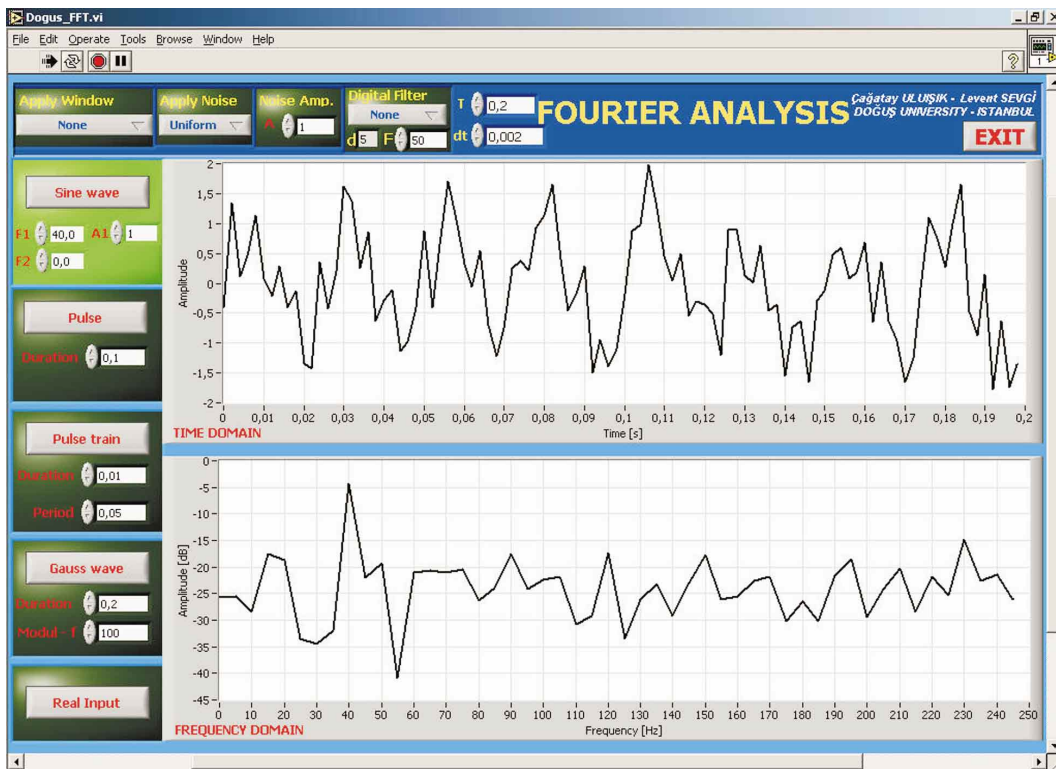 Dogus_FFT.vi
File Edit Operate Tools Browse Window Help
1
Apply Window
None
Apply Noise
Uniform
Noise Amp.
A 1
Digital Filter
None
d 5 F 50
T 0,2
dt 0,002
FOURIER ANALYSIS
Çağatay ULUIŞIK - Levent SEVGİ
DOĞUŞ UNIVERSITY - ISTANBUL
EXIT
Sine wave
F1 40,0 A1 1
F2 0,0
Pulse
Duration 0,1
Pulse train
Duration 0,01
Period 0,05
Gauss wave
Duration 0,2
Modul - f 100
Real Input
Amplitude
2
1,5
1
0,5
0
-0,5
-1
-1,5
-2
0 0,01 0,02 0,03 0,04 0,05 0,06 0,07 0,08 0,09 0,1 0,11 0,12 0,13 0,14 0,15 0,16 0,17 0,18 0,19 0,2
TIME DOMAIN
Time [s]
Amplitude [dB]
0
-5
-10
-15
-20
-25
-30
-35
-40
-45
0 10 20 30 40 50 60 70 80 90 100 110 120 130 140 150 160 170 180 190 200 210 220 230 240 250
FREQUENCY DOMAIN
Frequency [Hz]